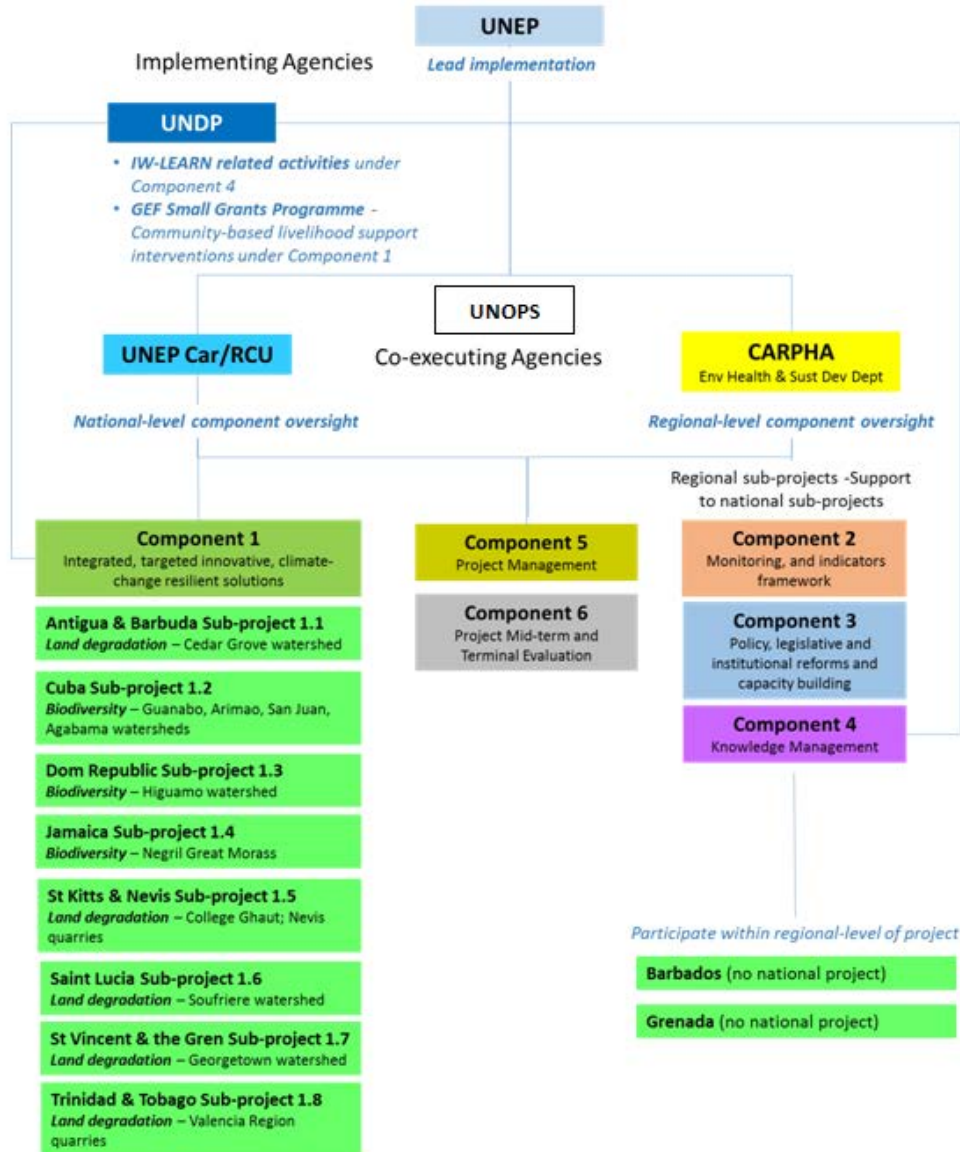 UNEP
Implementing Agencies
Lead implementation
UNDP
• IW-LEARN related activities under
Component 4
• GEF Small Grants Programme -
Community-based livelihood support
interventions under Component 1
UNOPS
UNEP Car/RCU
Co-executing Agencies
CARPHA
Env Health & Sust Dev Dept
National-level component oversight
Regional-level component oversight
Regional sub-projects -Support
to national sub-projects
Component 1
Integrated, targeted innovative, climate-
change resilient solutions
Antigua & Barbuda Sub-project 1.1
Land degradation – Cedar Grove watershed
Cuba Sub-project 1.2
Biodiversity – Guanabo, Arimao, San Juan,
Agabama watersheds
Dom Republic Sub-project 1.3
Biodiversity – Higuamo watershed
Jamaica Sub-project 1.4
Biodiversity – Negril Great Morass
St Kitts & Nevis Sub-project 1.5
Land degradation – College Ghaut; Nevis
quarries
Saint Lucia Sub-project 1.6
Land degradation – Soufriere watershed
St Vincent & the Gren Sub-project 1.7
Land degradation – Georgetown watershed
Trinidad & Tobago Sub-project 1.8
Land degradation – Valencia Region
quarries
Component 5
Project Management
Component 6
Project Mid-term and
Terminal Evaluation
Component 2
Monitoring, and indicators
framework
Component 3
Policy, legislative and
institutional reforms and
capacity building
Component 4
Knowledge Management
Participate within regional-level of project
Barbados (no national project)
Grenada (no national project)